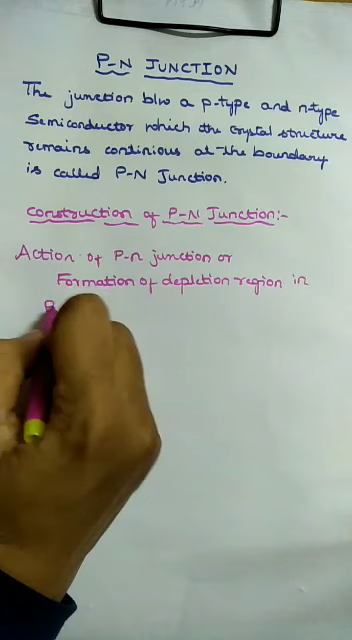 P-N JUNCTION
The junction b/w a p-type and n-type
Semiconductor which the Crystal structure
remains continious at the boundary
is called P-N Junction.
Construction of P-N Junction:-
Action of P-n junction or
Formation of depletion region in
P